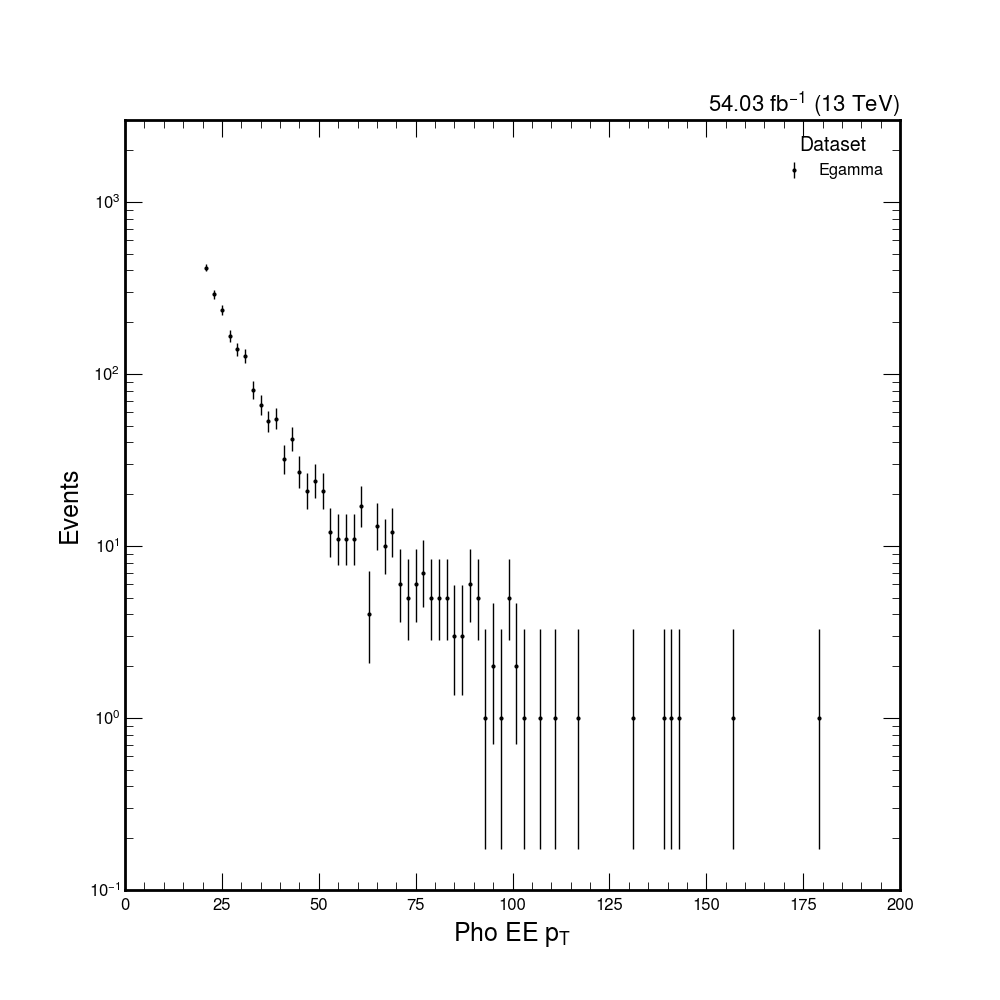 54.03 fb⁻¹ (13 TeV)
Dataset
Egamma
10³
10²
10¹
10⁰
10⁻¹
Events
0 25 50 75 100 125 150 175 200
Pho EE p_T